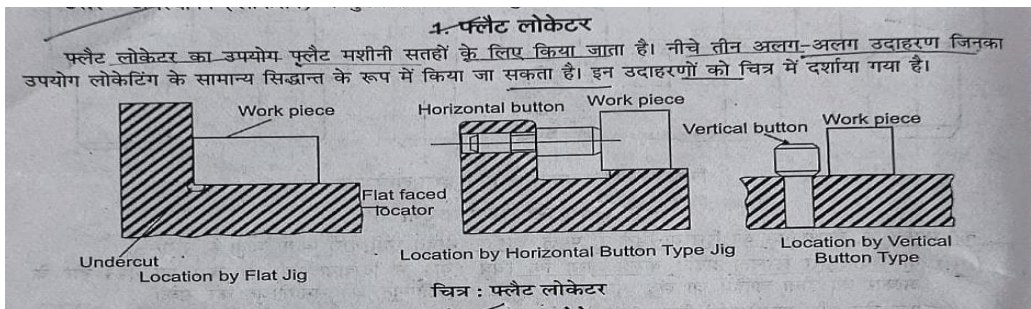 1. फ्लैट लोकेटर
फ्लैट लोकेटर का उपयोग फ्लैट मशीनी सतहों के लिए किया जाता है। नीचे तीन अलग-अलग उदाहरण जिनका
उपयोग लोकेटिंग के सामान्य सिद्धान्त के रूप में किया जा सकता है। इन उदाहरणों को चित्र में दर्शाया गया है।
Work piece
Horizontal button
Work piece
Vertical button
Work piece
Flat faced
locator
Undercut
Location by Flat Jig
Location by Horizontal Button Type Jig
Location by Vertical
Button Type
चित्र : फ्लैट लोकेटर